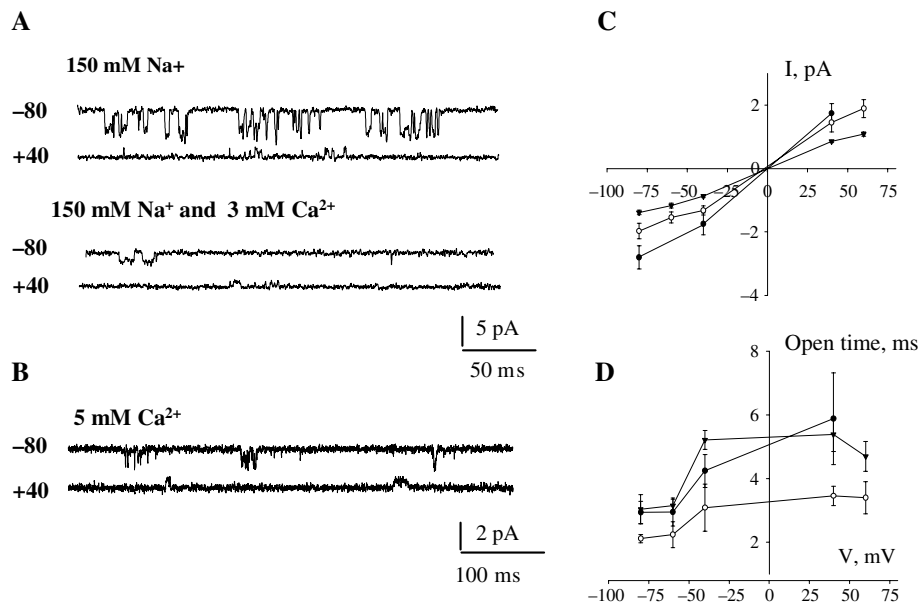 A
150 mM Na+
−80
+40
150 mM Na⁺ and 3 mM Ca²⁺
−80
+40
5 pA
50 ms
B
5 mM Ca²⁺
−80
+40
2 pA
100 ms
C
I, pA
2
0
−100 −75 −50 −25 0 25 50 75
−2
−4
D
Open time, ms
8
6
4
2
V, mV
−100 −75 −50 −25 0 25 50 75